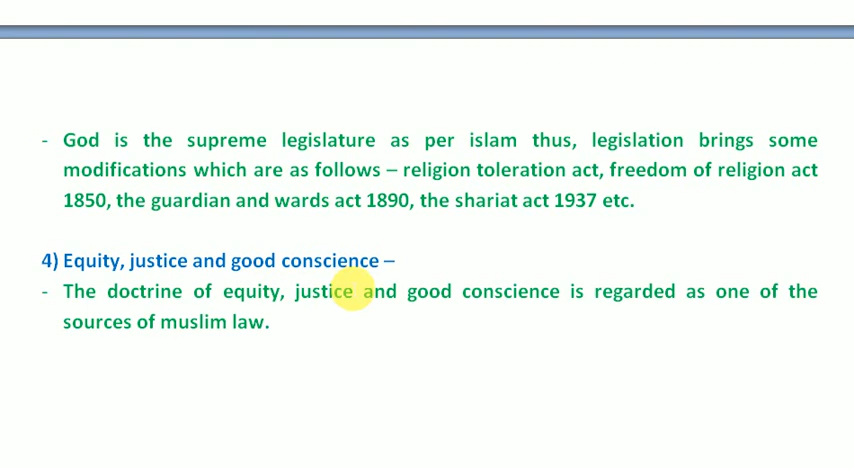 - God is the supreme legislature as per islam thus, legislation brings some
modifications which are as follows – religion toleration act, freedom of religion act
1850, the guardian and wards act 1890, the shariat act 1937 etc.
4) Equity, justice and good conscience –
- The doctrine of equity, justice and good conscience is regarded as one of the
sources of muslim law.